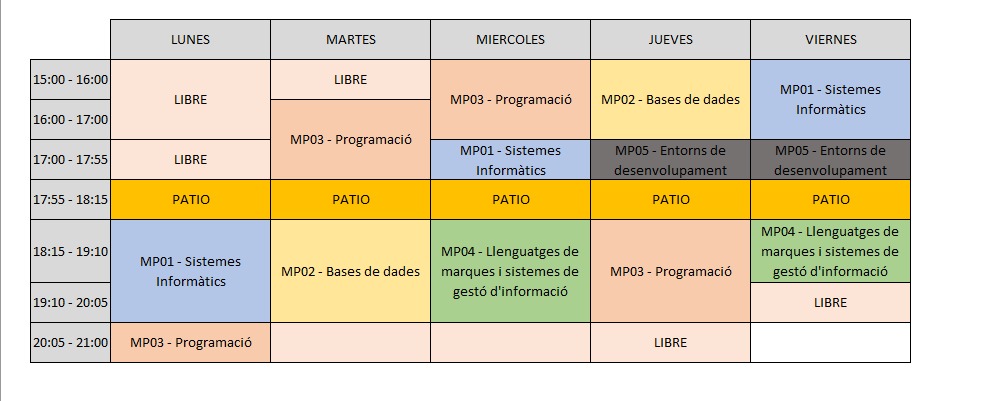 LUNES MARTES MIERCOLES JUEVES VIERNES
15:00 - 16:00
LIBRE
LIBRE
MP03 - Programació
MP02 - Bases de dades
MP01 - Sistemes
Informàtics
16:00 - 17:00
MP03 - Programació
17:00 - 17:55
LIBRE
MP01 - Sistemes
Informàtics
MP05 - Entorns de
desenvolupament
MP05 - Entorns de
desenvolupament
17:55 - 18:15
PATIO PATIO PATIO PATIO PATIO
18:15 - 19:10
MP01 - Sistemes
Informàtics
MP02 - Bases de dades
MP04 - Llenguatges de
marques i sistemes de
gestó d'informació
MP03 - Programació
MP04 - Llenguatges de
marques i sistemes de
gestó d'informació
19:10 - 20:05
LIBRE
20:05 - 21:00
MP03 - Programació
LIBRE